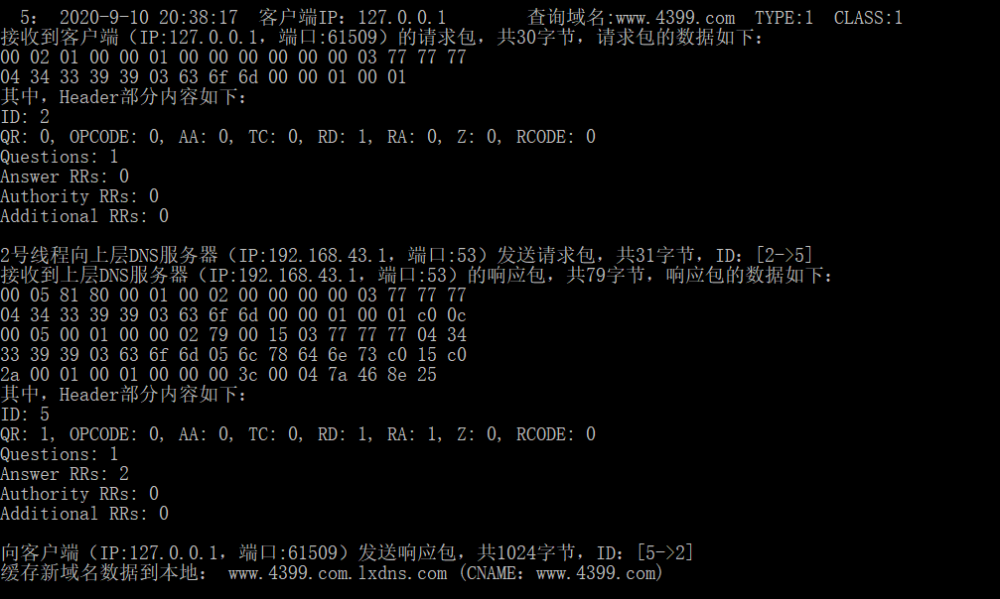 5： 2020-9-10 20:38:17  客户端IP：127.0.0.1        查询域名:www.4399.com  TYPE:1  CLASS:1
接收到客户端（IP:127.0.0.1，端口:61509）的请求包，共30字节，请求包的数据如下：
00 02 01 00 00 01 00 00 00 00 00 00 03 77 77 77
04 34 33 39 39 03 63 6f 6d 00 00 01 00 01
其中，Header部分内容如下：
ID: 2
QR: 0, OPCODE: 0, AA: 0, TC: 0, RD: 1, RA: 0, Z: 0, RCODE: 0
Questions: 1
Answer RRs: 0
Authority RRs: 0
Additional RRs: 0
2号线程向上层DNS服务器（IP:192.168.43.1，端口:53）发送请求包，共31字节，ID：[2->5]
接收到上层DNS服务器（IP:192.168.43.1，端口:53）的响应包，共79字节，响应包的数据如下：
00 05 81 80 00 01 00 02 00 00 00 00 03 77 77 77
04 34 33 39 39 03 63 6f 6d 00 00 01 00 01 c0 0c
00 05 00 01 00 00 02 79 00 15 03 77 77 77 04 34
33 39 39 03 63 6f 6d 05 6c 78 64 6e 73 c0 15 c0
2a 00 01 00 01 00 00 00 3c 00 04 7a 46 8e 25
其中，Header部分内容如下：
ID: 5
QR: 1, OPCODE: 0, AA: 0, TC: 0, RD: 1, RA: 1, Z: 0, RCODE: 0
Questions: 1
Answer RRs: 2
Authority RRs: 0
Additional RRs: 0
向客户端（IP:127.0.0.1，端口:61509）发送响应包，共1024字节，ID：[5->2]
缓存新域名数据到本地： www.4399.com.lxdns.com (CNAME：www.4399.com)